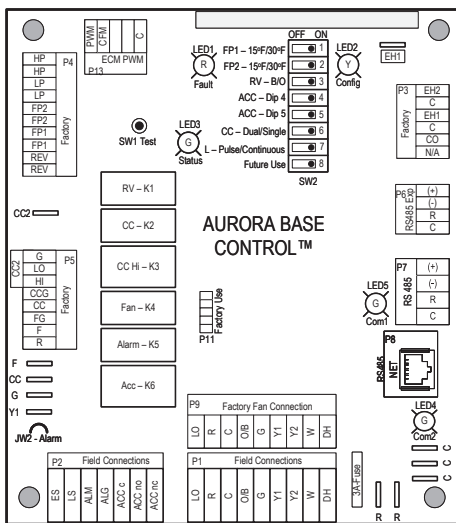 PWM
CFM
C
ECM PWM
P13
LED1
R
Fault
OFF ON
FP1 – 15ºF/30ºF 1
FP2 – 15ºF/30ºF 2
RV – B/O 3
ACC – Dip 4 4
ACC – Dip 5 5
CC – Dual/Single 6
L – Pulse/Continuous 7
Future Use 8
SW2
LED2
Y
Config
EH1
HP
HP
LP
LP
FP2
FP2
FP1
FP1
REV
REV
P4
Factory
SW1 Test
LED3
G
Status
P3
Factory
EH2
C
EH1
C
CO
N/A
CC2
RV – K1
CC – K2
CC Hi – K3
Fan – K4
Alarm – K5
Acc – K6
AURORA BASE
CONTROL™
P6
RS485 Exp
(+)
(-)
R
C
CC2
G
LO
HI
CCG
CC
FG
F
R
P5
Factory
Factory Use
P11
P7
RS 485
(+)
(-)
R
C
LED5
G
Com1
P8
RS485
NET
F
CC
G
Y1
JW2 - Alarm
P9 Factory Fan Connection
LO
R
C
O/B
G
Y1
Y2
W
DH
LED4
G
Com2
P2 Field Connections
ES
LS
ALM
ALG
ACC c
ACC no
ACC nc
P1 Field Connections
LO
R
C
O/B
G
Y1
Y2
W
DH
3A-Fuse
C
C
C
R R